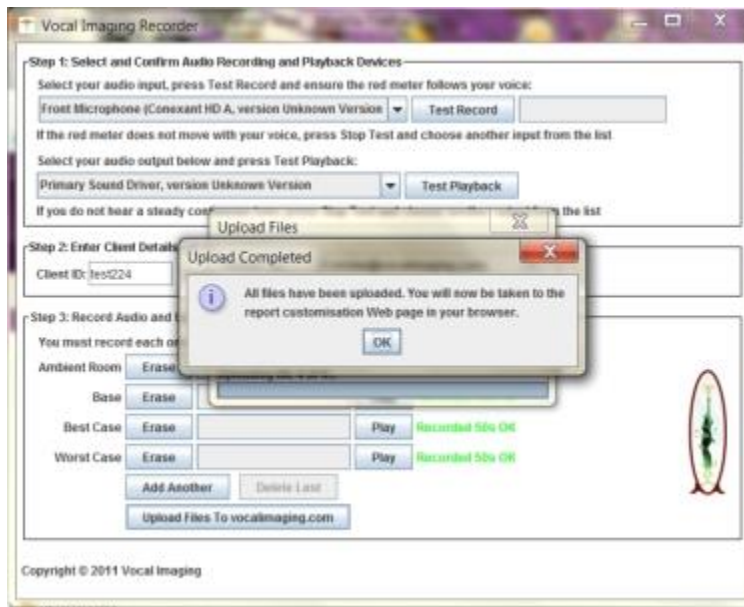 Vocal Imaging Recorder
Step 1: Select and Confirm Audio Recording and Playback Devices
Select your audio input, press Test Record and ensure the red meter follows your voice:
Front Microphone (Conexant HD A, version Unknown Version
Test Record
If the red meter does not move with your voice, press Stop Test and choose another input from the list
Select your audio output below and press Test Playback:
Primary Sound Driver, version Unknown Version
Test Playback
If you do not hear a steady
from the list
Upload Files
Step 2: Enter Client Details
Upload Completed
Client ID: test224
All files have been uploaded. You will now be taken to the
report customisation Web page in your browser.
OK
Step 3: Record Audio and
You must record each
Ambient Room
Erase
Base
Erase
Best Case
Erase
Play
Recorded 50s OK
Worst Case
Erase
Play
Recorded 50s OK
Add Another
Delete Last
Upload Files To vocalimaging.com
Copyright © 2011 Vocal Imaging